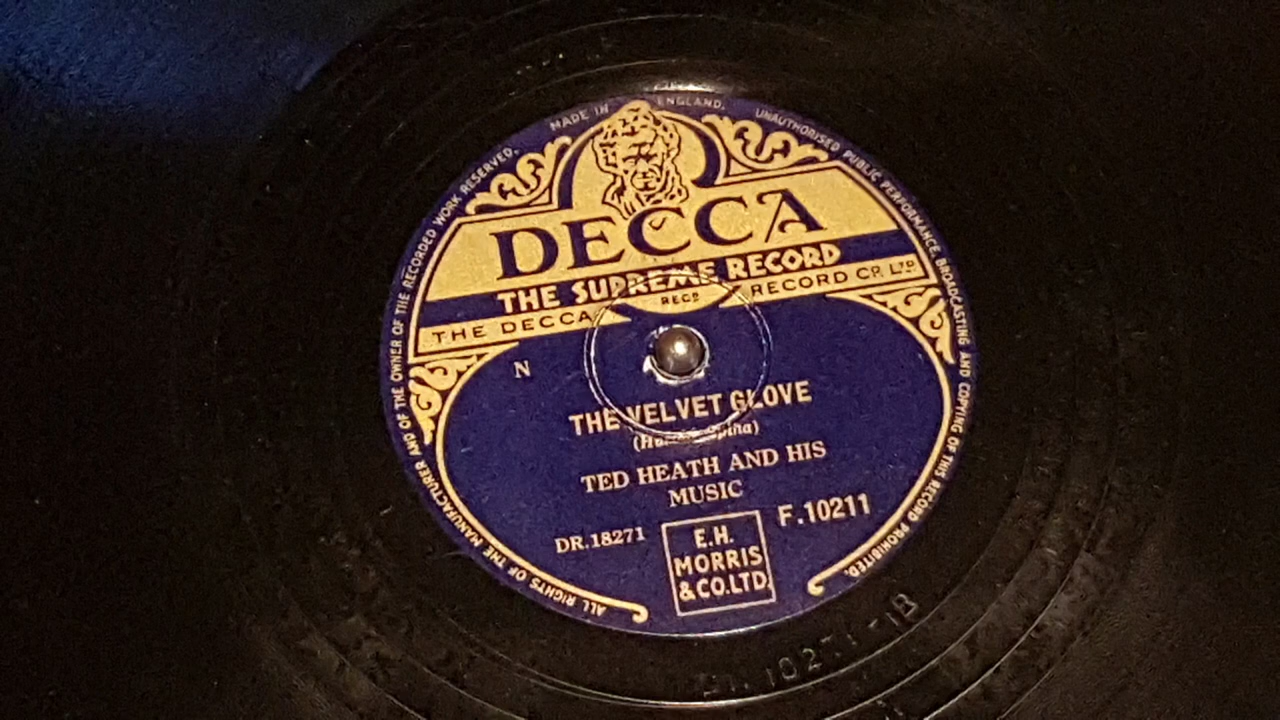 ALL RIGHTS OF THE MANUFACTURER AND OF THE OWNER OF THE RECORDED WORK RESERVED.
MADE IN ENGLAND.
UNAUTHORISED PUBLIC PERFORMANCE, BROADCASTING AND COPYING OF THIS RECORD PROHIBITED.
DECCA
THE SUPREME RECORD
THE DECCA RECORD CO. LTD.
REGD
N
THE VELVET GLOVE
TED HEATH AND HIS
MUSIC
DR.18271
F.10211
E.H.
MORRIS
& CO.LTD.